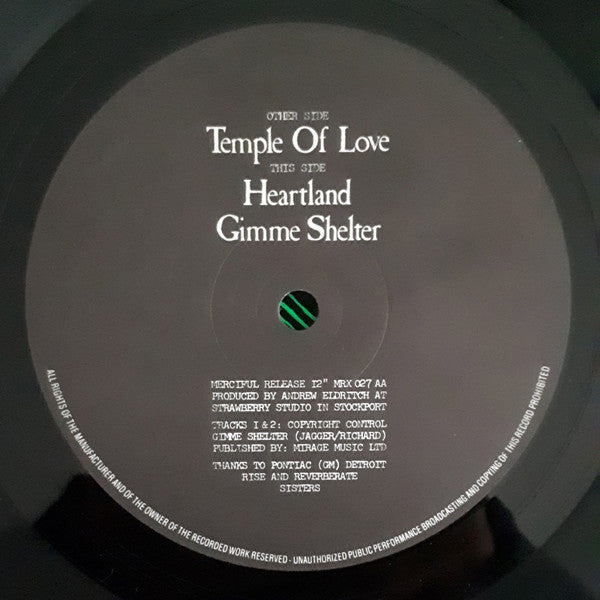 OTHER SIDE
Temple Of Love
THIS SIDE
Heartland
Gimme Shelter
MERCIFUL RELEASE 12" MRX 027 AA
PRODUCED BY ANDREW ELDRITCH AT
STRAWBERRY STUDIO IN STOCKPORT
TRACKS 1 & 2: COPYRIGHT CONTROL
GIMME SHELTER (JAGGER/RICHARD)
PUBLISHED BY: MIRAGE MUSIC LTD
THANKS TO PONTIAC (GM) DETROIT
RISE AND REVERBERATE
SISTERS
ALL RIGHTS OF THE MANUFACTURER AND OF THE OWNER OF THE RECORDED WORK RESERVED - UNAUTHORIZED PUBLIC PERFORMANCE BROADCASTING AND COPYING OF THIS RECORD PROHIBITED